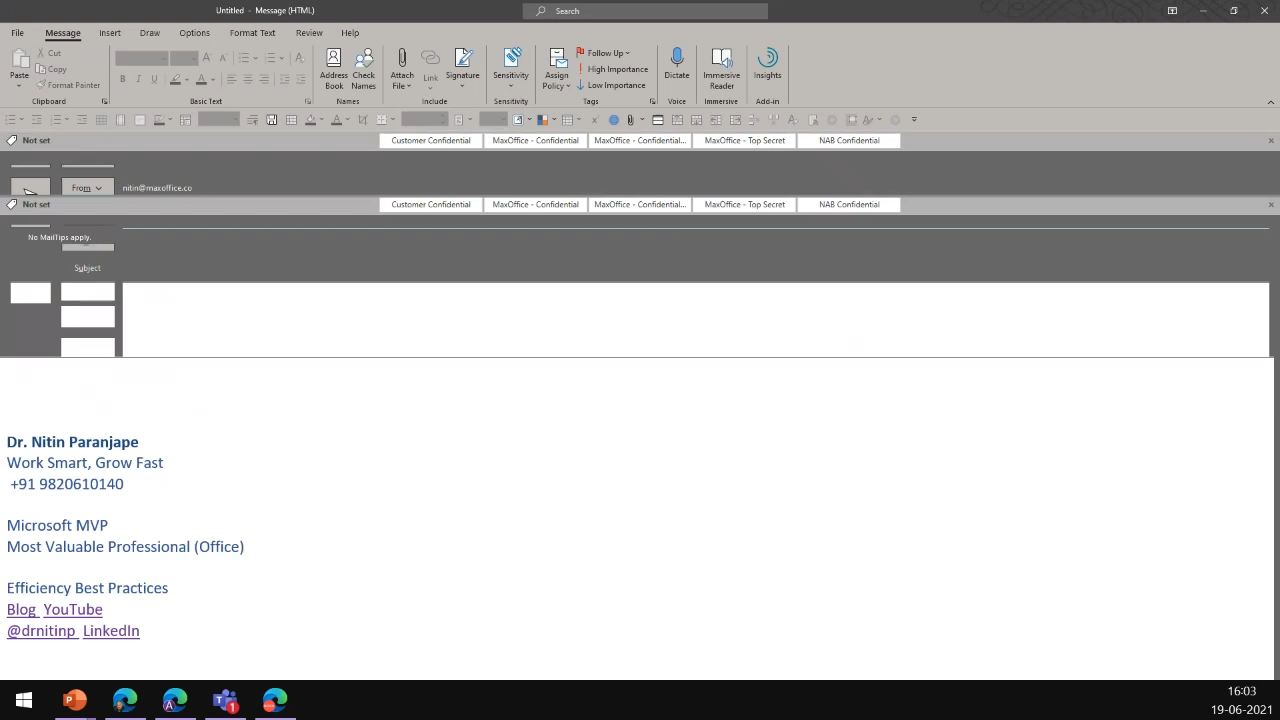 Untitled - Message (HTML)
Search
File Message Insert Draw Options Format Text Review Help
Paste
Cut
Copy
Format Painter
B I U
Address Book
Check Names
Attach File
Link
Signature
Sensitivity
Assign Policy
Follow Up
High Importance
Low Importance
Dictate
Immersive Reader
Insights
Clipboard Basic Text Names Include Sensitivity Tags Voice Immersive Add-in
Not set Customer Confidential MaxOffice - Confidential MaxOffice - Confidential... MaxOffice - Top Secret NAB Confidential
From nitin@maxoffice.co
Not set Customer Confidential MaxOffice - Confidential MaxOffice - Confidential... MaxOffice - Top Secret NAB Confidential
No MailTips apply.
Subject
Dr. Nitin Paranjape
Work Smart, Grow Fast
+91 9820610140
Microsoft MVP
Most Valuable Professional (Office)
Efficiency Best Practices
Blog YouTube
@drnitinp LinkedIn
16:03
19-06-2021